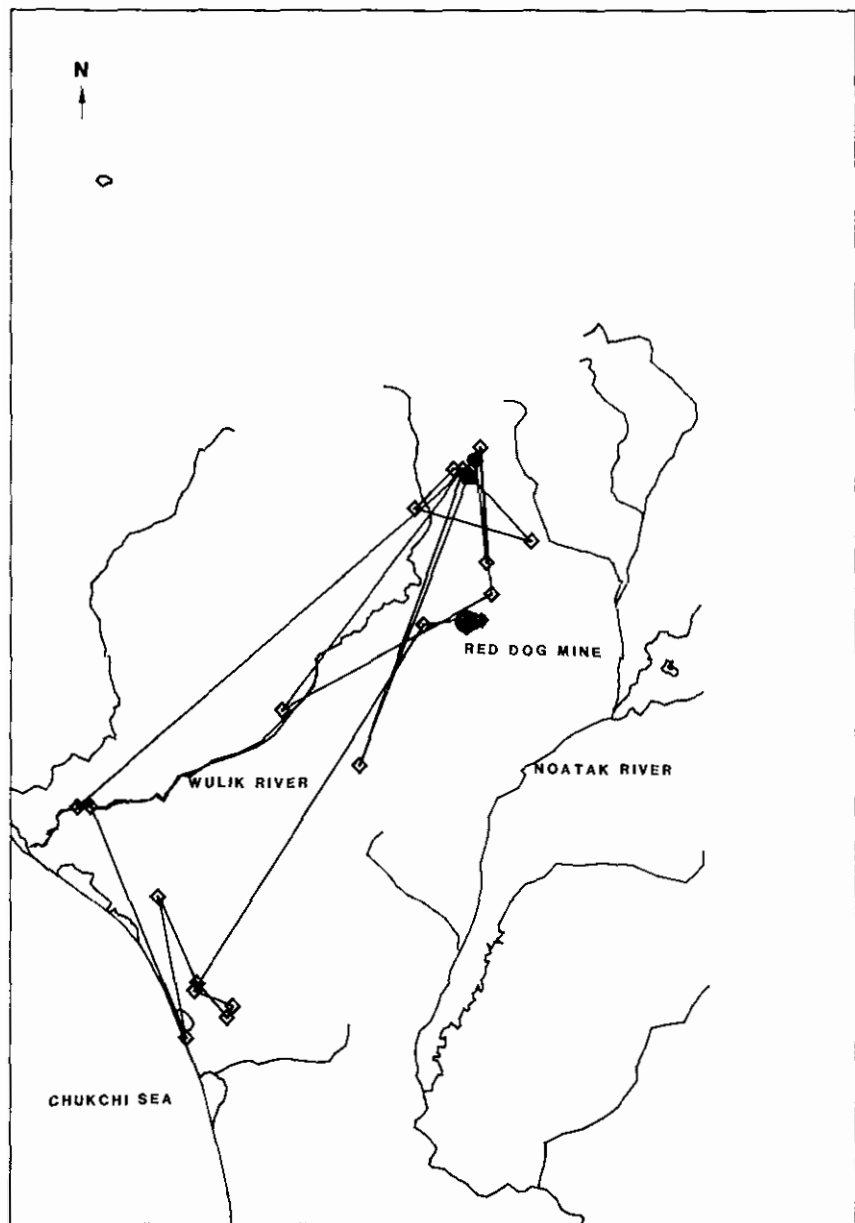 N
RED DOG MINE
NOATAK RIVER
WULIK RIVER
CHUKCHI SEA